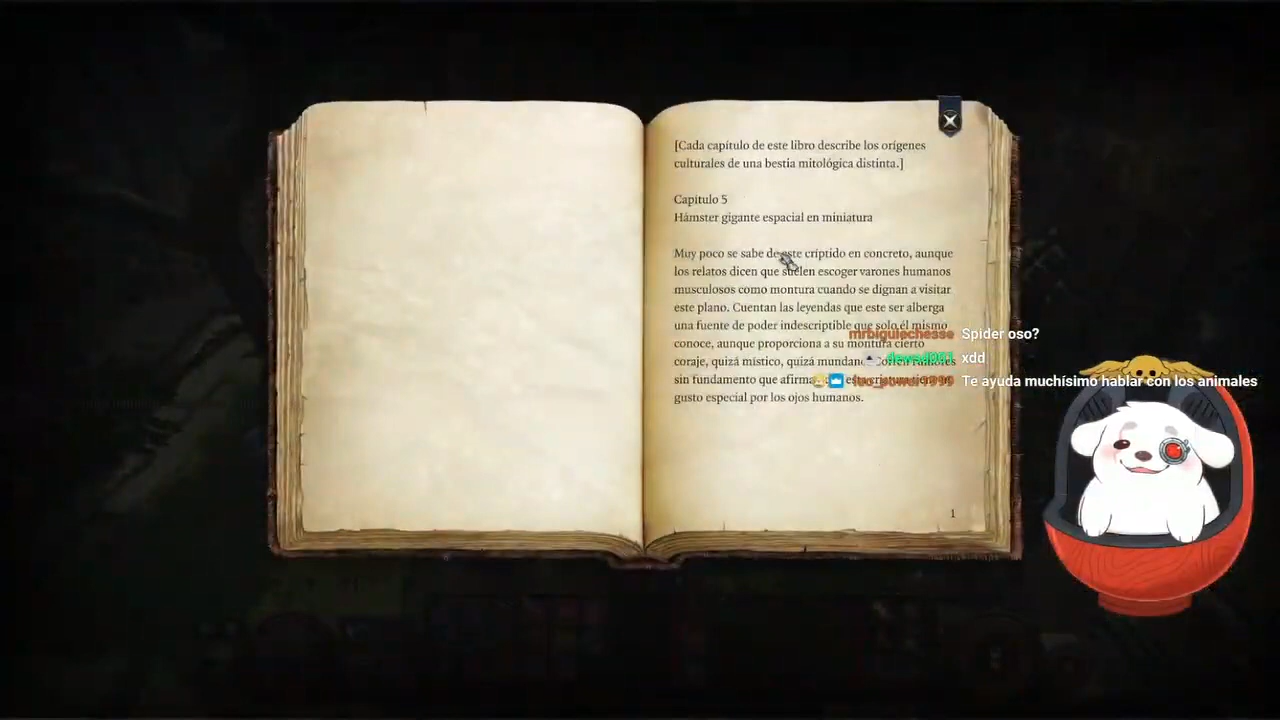 [Cada capítulo de este libro describe los orígenes
culturales de una bestia mitológica distinta.]
Capítulo 5
Hámster gigante espacial en miniatura
Muy poco se sabe de este críptido en concreto, aunque
los relatos dicen que suelen escoger varones humanos
musculosos como montura cuando se dignan a visitar
este plano. Cuentan las leyendas que este ser alberga
una fuente de poder indescriptible que solo él mismo
conoce, aunque proporciona a su montura cierto
coraje, quizá místico, quizá mundano
sin fundamento que
gusto especial por los ojos humanos.
1
Spider oso?
xdd
Te ayuda muchísimo hablar con los animales